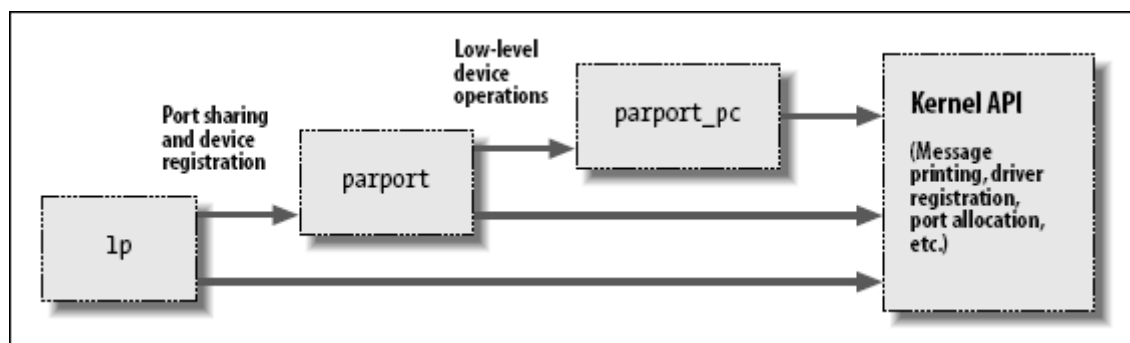 Low-level
device
operations
Port sharing
and device
registration
lp
parport
parport_pc
Kernel API
(Message
printing, driver
registration,
port allocation,
etc.)